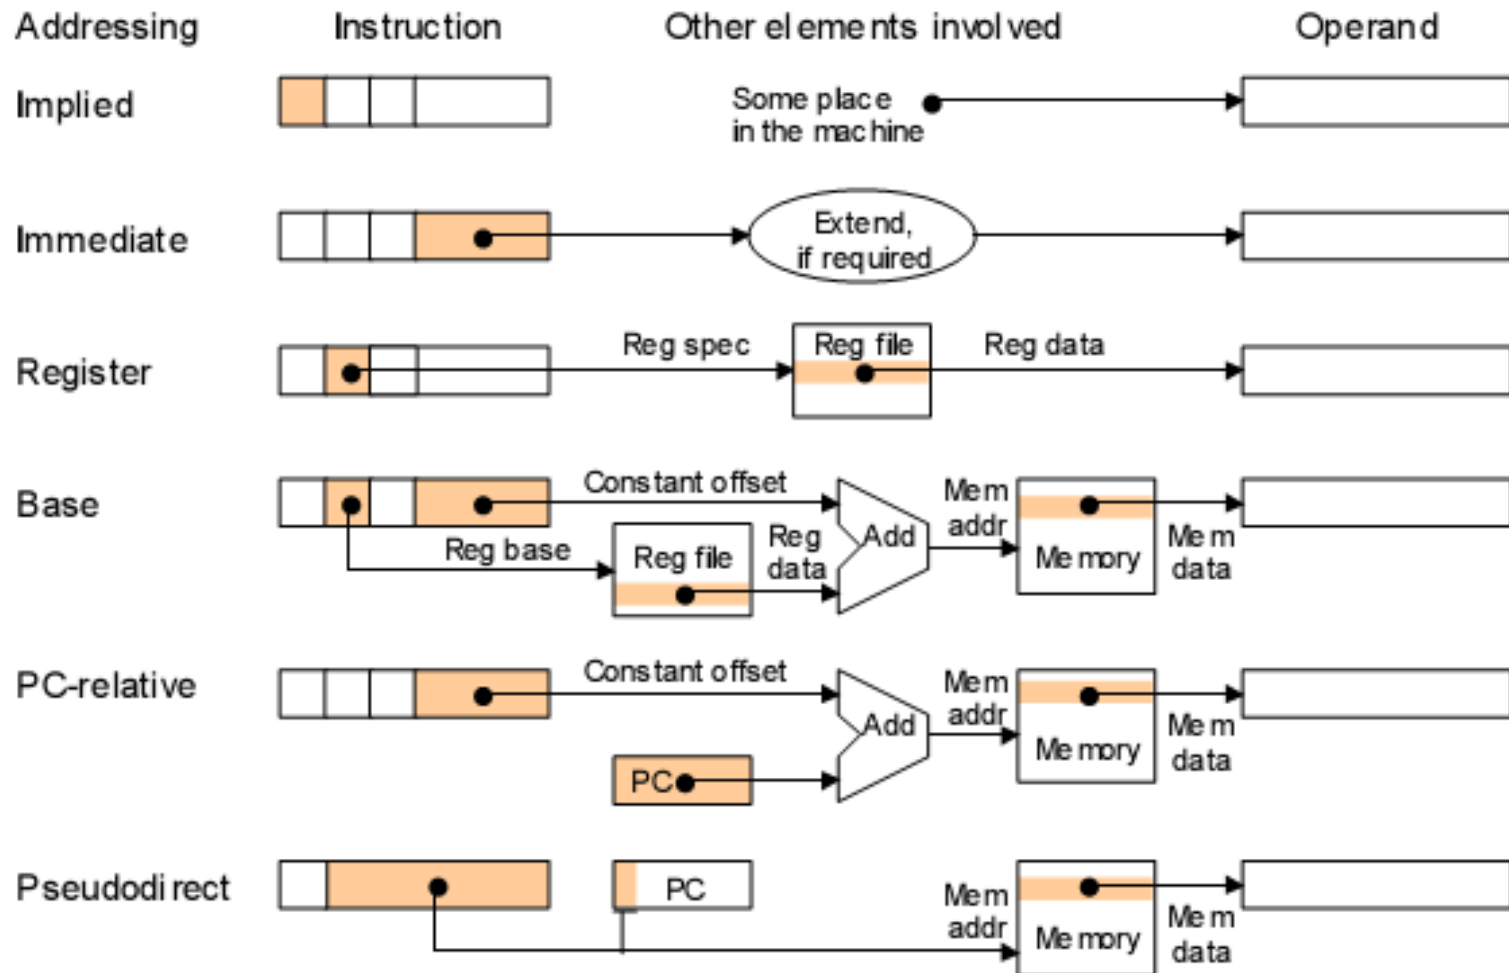 Addressing Instruction Other elements involved Operand
Implied
Some place
in the machine
Immediate
Extend,
if required
Register
Reg spec
Reg file
Reg data
Base
Constant offset
Reg base
Reg file
Reg
data
Add
Mem
addr
Memory
Mem
data
PC-relative
Constant offset
PC
Add
Mem
addr
Memory
Mem
data
Pseudodirect
PC
Mem
addr
Memory
Mem
data